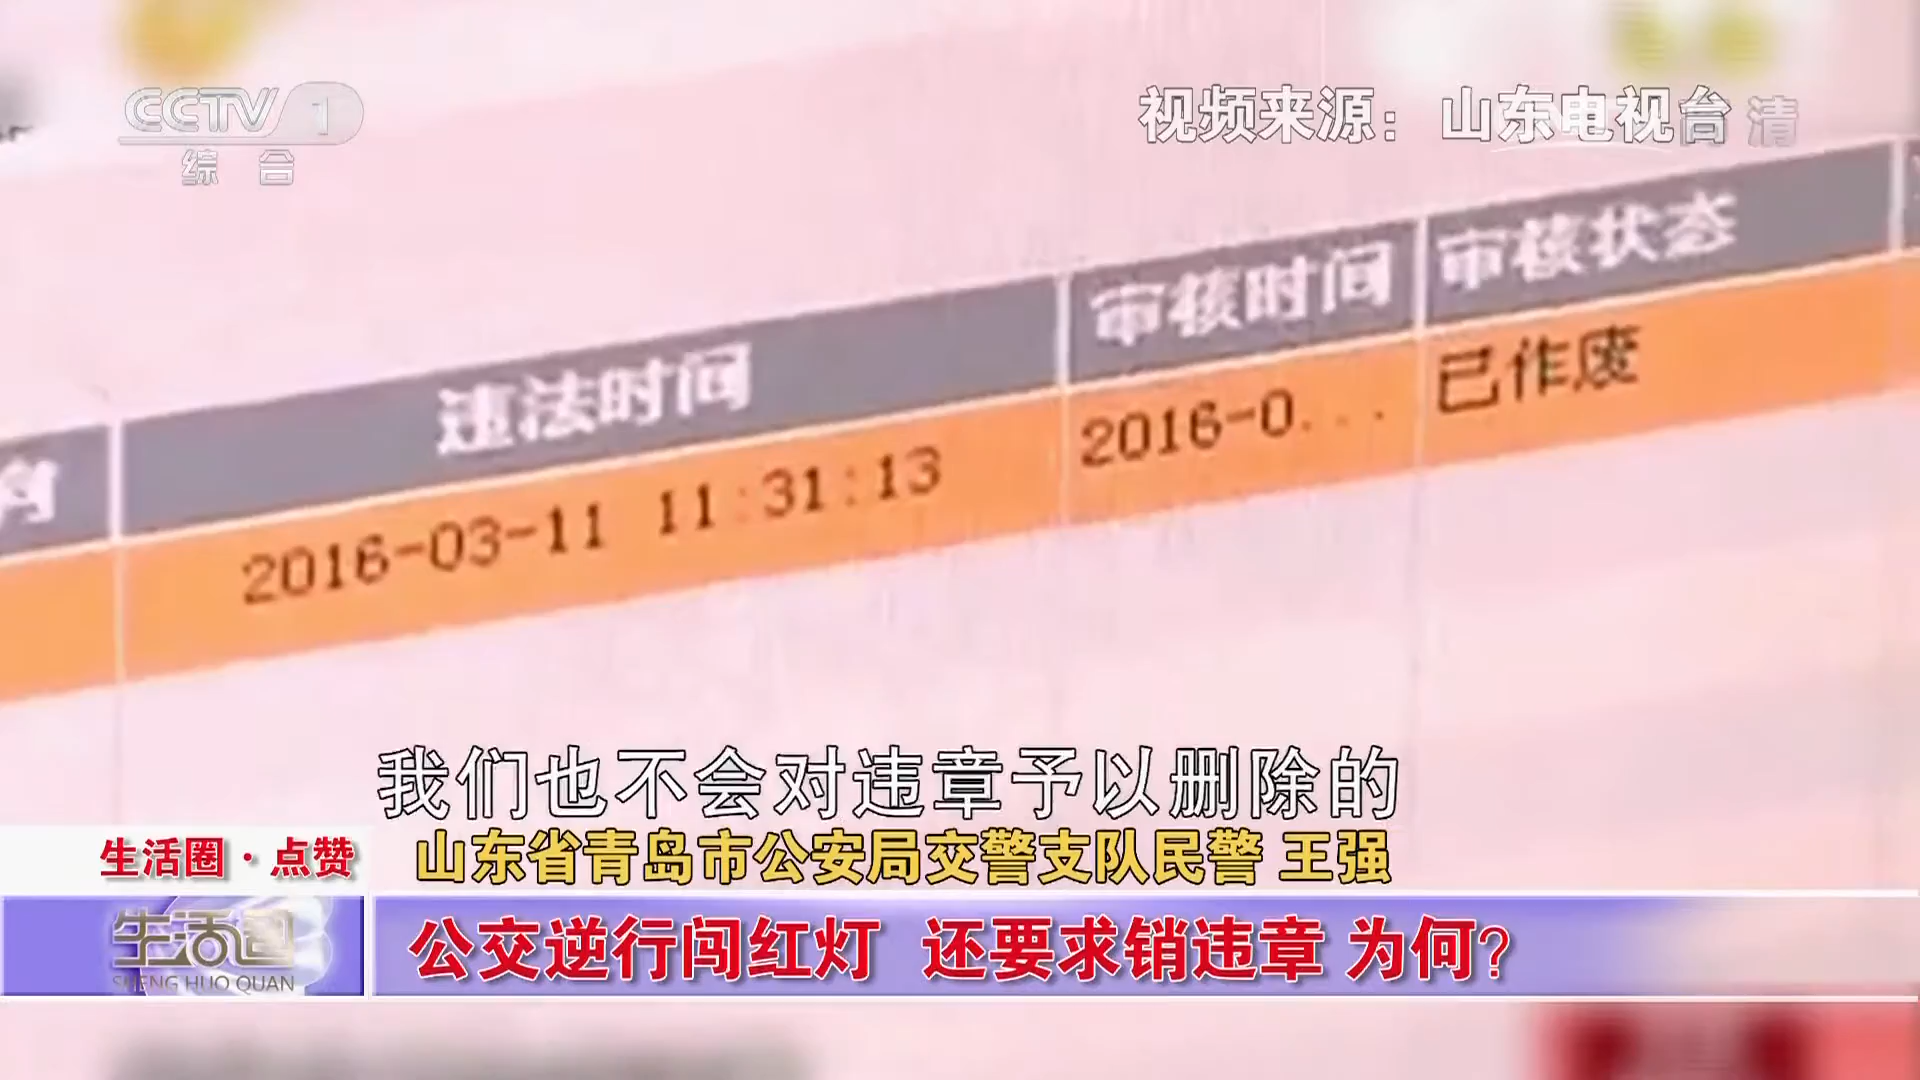 CCTV 1
综合
视频来源：山东电视台
清
违法时间 审核时间 审核状态
2016-03-11 11:31:13 2016-0... 已作废
我们也不会对违章予以删除的
生活圈·点赞
山东省青岛市公安局交警支队民警 王强
生活圈
SHENG HUO QUAN
公交逆行闯红灯 还要求销违章 为何?